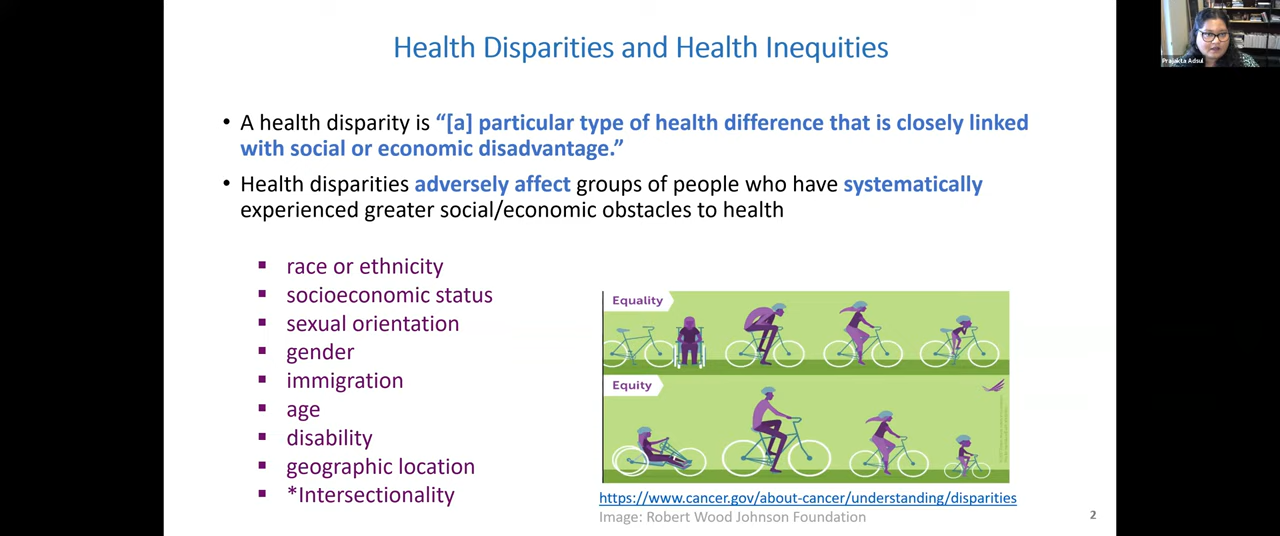 Health Disparities and Health Inequities
Prajakta Adsul
• A health disparity is “[a] particular type of health difference that is closely linked
with social or economic disadvantage.”
• Health disparities adversely affect groups of people who have systematically
experienced greater social/economic obstacles to health
▪ race or ethnicity
▪ socioeconomic status
▪ sexual orientation
▪ gender
▪ immigration
▪ age
▪ disability
▪ geographic location
▪ *Intersectionality
Equality
Equity
https://www.cancer.gov/about-cancer/understanding/disparities
Image: Robert Wood Johnson Foundation
2